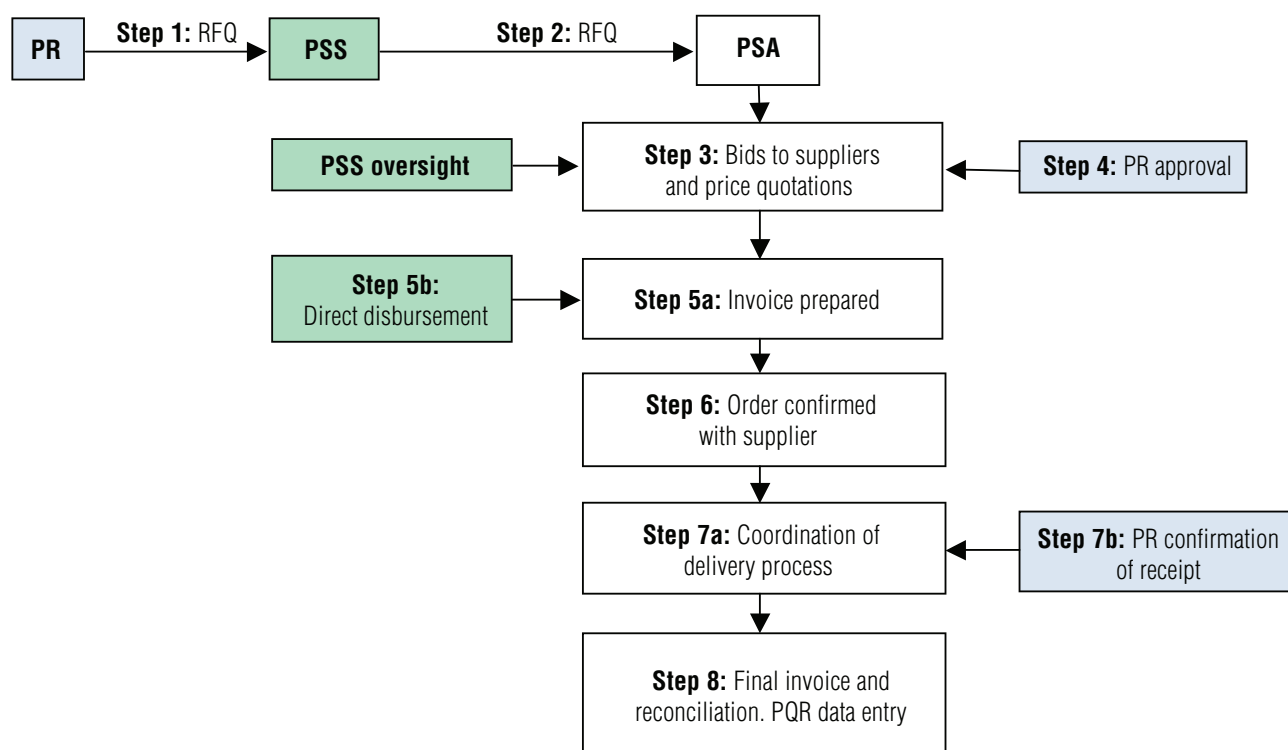 PR
Step 1: RFQ
PSS
Step 2: RFQ
PSA
PSS oversight
Step 3: Bids to suppliers
and price quotations
Step 4: PR approval
Step 5b:
Direct disbursement
Step 5a: Invoice prepared
Step 6: Order confirmed
with supplier
Step 7a: Coordination of
delivery process
Step 7b: PR confirmation
of receipt
Step 8: Final invoice and
reconciliation. PQR data entry